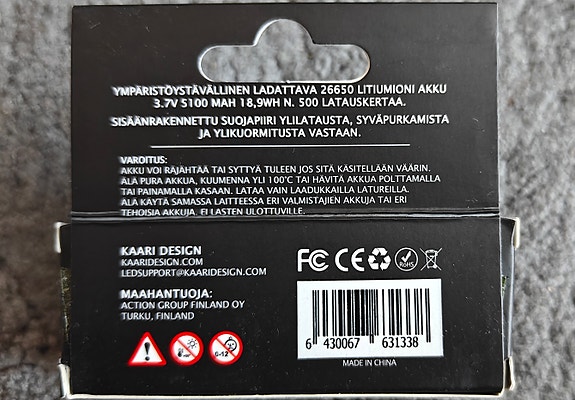 YMPÄRISTÖYSTÄVÄLLINEN LADATTAVA 26650 LITIUMIONI AKKU
3.7V 5100 MAH 18,9WH N. 500 LATAUSKERTAA.
SISÄÄNRAKENNETTU SUOJAPIIRI YLILATAUSTA, SYVÄPURKAMISTA
JA YLIKUORMITUSTA VASTAAN.
VAROITUS:
AKKU VOI RÄJÄHTÄÄ TAI SYTTYÄ TULEEN JOS SITÄ KÄSITELLÄÄN VÄÄRIN.
ÄLÄ PURA AKKUA, KUUMENNA YLI 100°C TAI HÄVITÄ AKKUA POLTTAMALLA
TAI PAINAMALLA KASAAN. LATAA VAIN LAADUKKAILLA LATUREILLA.
ÄLÄ KÄYTÄ SAMASSA LAITTEESSA ERI VALMISTAJIEN AKKUJA TAI ERI
TEHOISIA AKKUJA. EI LASTEN ULOTTUVILLE.
KAARI DESIGN
KAARIDESIGN.COM
LEDSUPPORT@KAARIDESIGN.COM
FC CE RoHS
MAAHANTUOJA:
ACTION GROUP FINLAND OY
TURKU, FINLAND
0-12
6 430067 631338
MADE IN CHINA